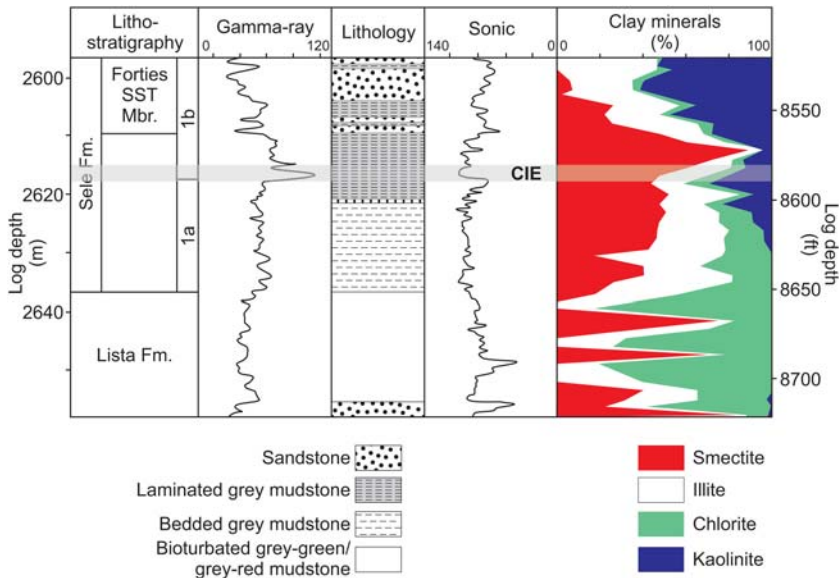 Litho-
stratigraphy
Gamma-ray
0 120
Lithology
Sonic
140 0
Clay minerals
(%)
0 100
2600
2620
2640
Log depth
(m)
Sele Fm.
Forties
SST
Mbr.
1b
1a
Lista Fm.
CIE
8550
8600
8650
8700
Log depth
(ft)
Sandstone
Laminated grey mudstone
Bedded grey mudstone
Bioturbated grey-green/
grey-red mudstone
Smectite
Illite
Chlorite
Kaolinite